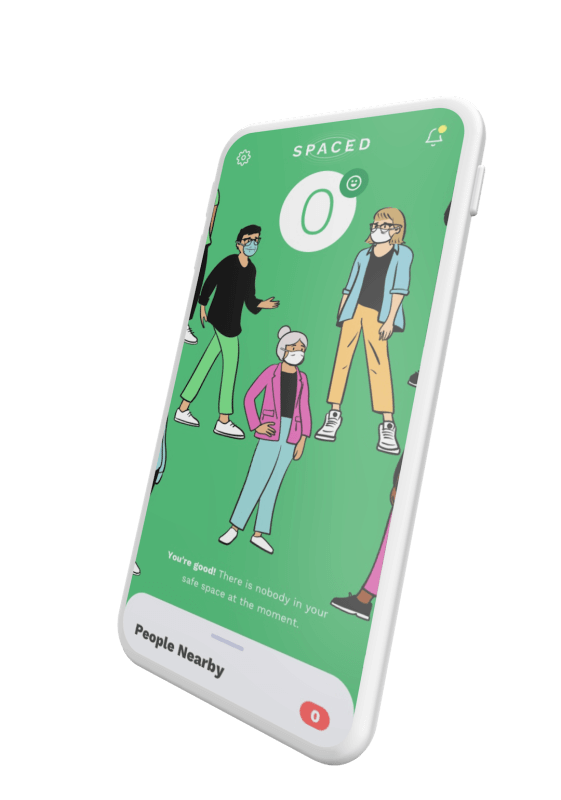 SPACED
0
You're good! There is nobody in your
safe space at the moment.
People Nearby
0